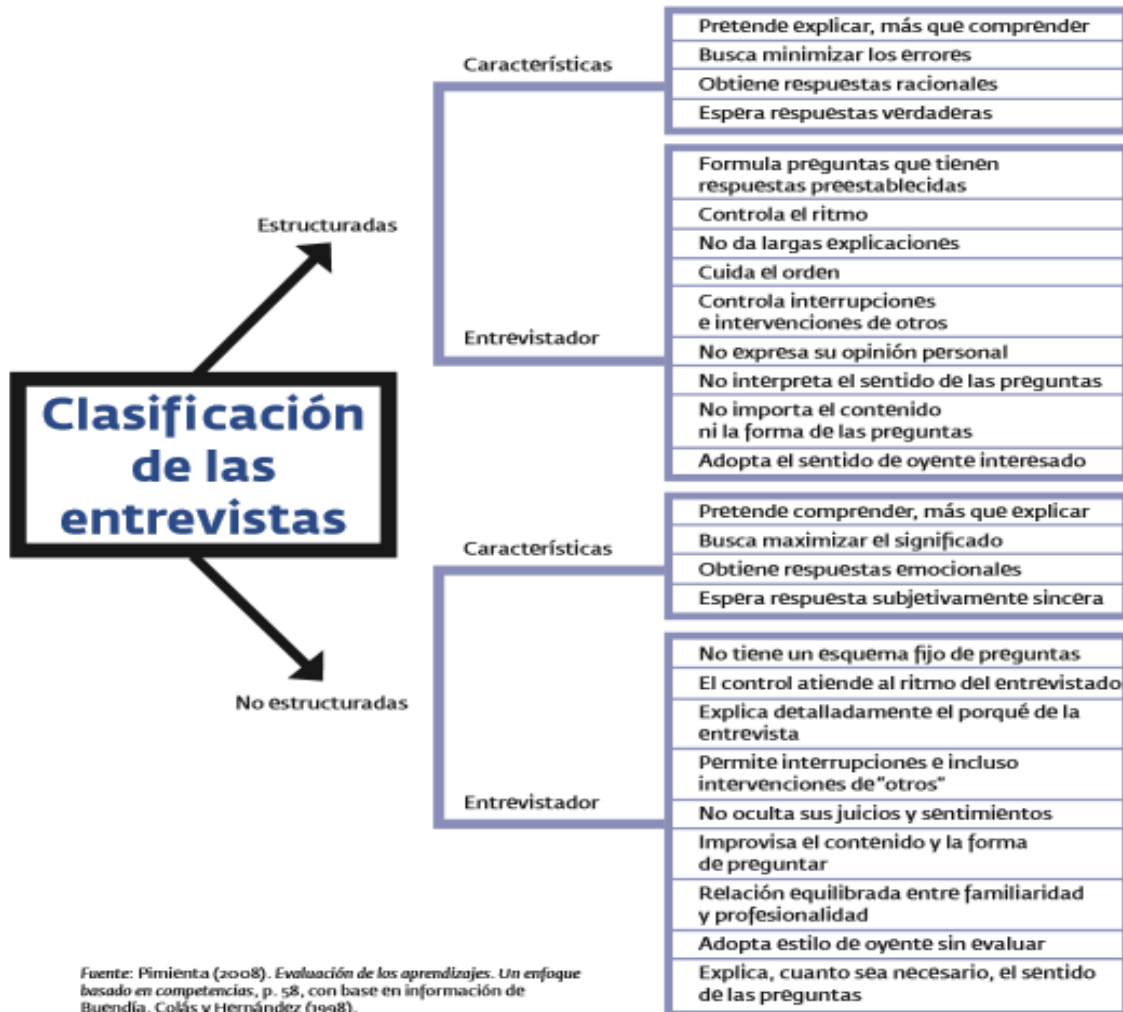 Clasificación
de las
entrevistas
Estructuradas
Característificas
Pretende explicar, más que comprender
Busca minimizar los errores
Obtiene respuestas racionales
Espera respuestas verdaderas
Entrevistador
Formula preguntas que tienen
respuestas preestablecidas
Controla el ritmo
No da largas explicaciones
Cuida el orden
Controla interrupciones
e intervenciones de otros
No expresa su opinión personal
No interpreta el sentido de las preguntas
No importa el contenido
ni la forma de las preguntas
Adopta el sentido de oyente interesado
No estructuradas
Característificas
Pretende comprender, más que explicar
Busca maximizar el significado
Obtiene respuestas emocionales
Espera respuesta subjetivamente sincera
Entrevistador
No tiene un esquema fijo de preguntas
El control atiende al ritmo del entrevistado
Explica detalladamente el porqué de la
entrevista
Permite interrupciones e incluso
intervenciones de "otros"
No oculta sus juicios y sentimientos
Improvisa el contenido y la forma
de preguntar
Relación equilibrada entre familiaridad
y profesionalidad
Adopta estilo de oyente sin evaluar
Explica, cuanto sea necesario, el sentido
de las preguntas
Fuente: Pimienta (2008). Evaluación de los aprendizajes. Un enfoque
basado en competencias, p. 58, con base en información de
Buendía, Colás y Hernández (1998).